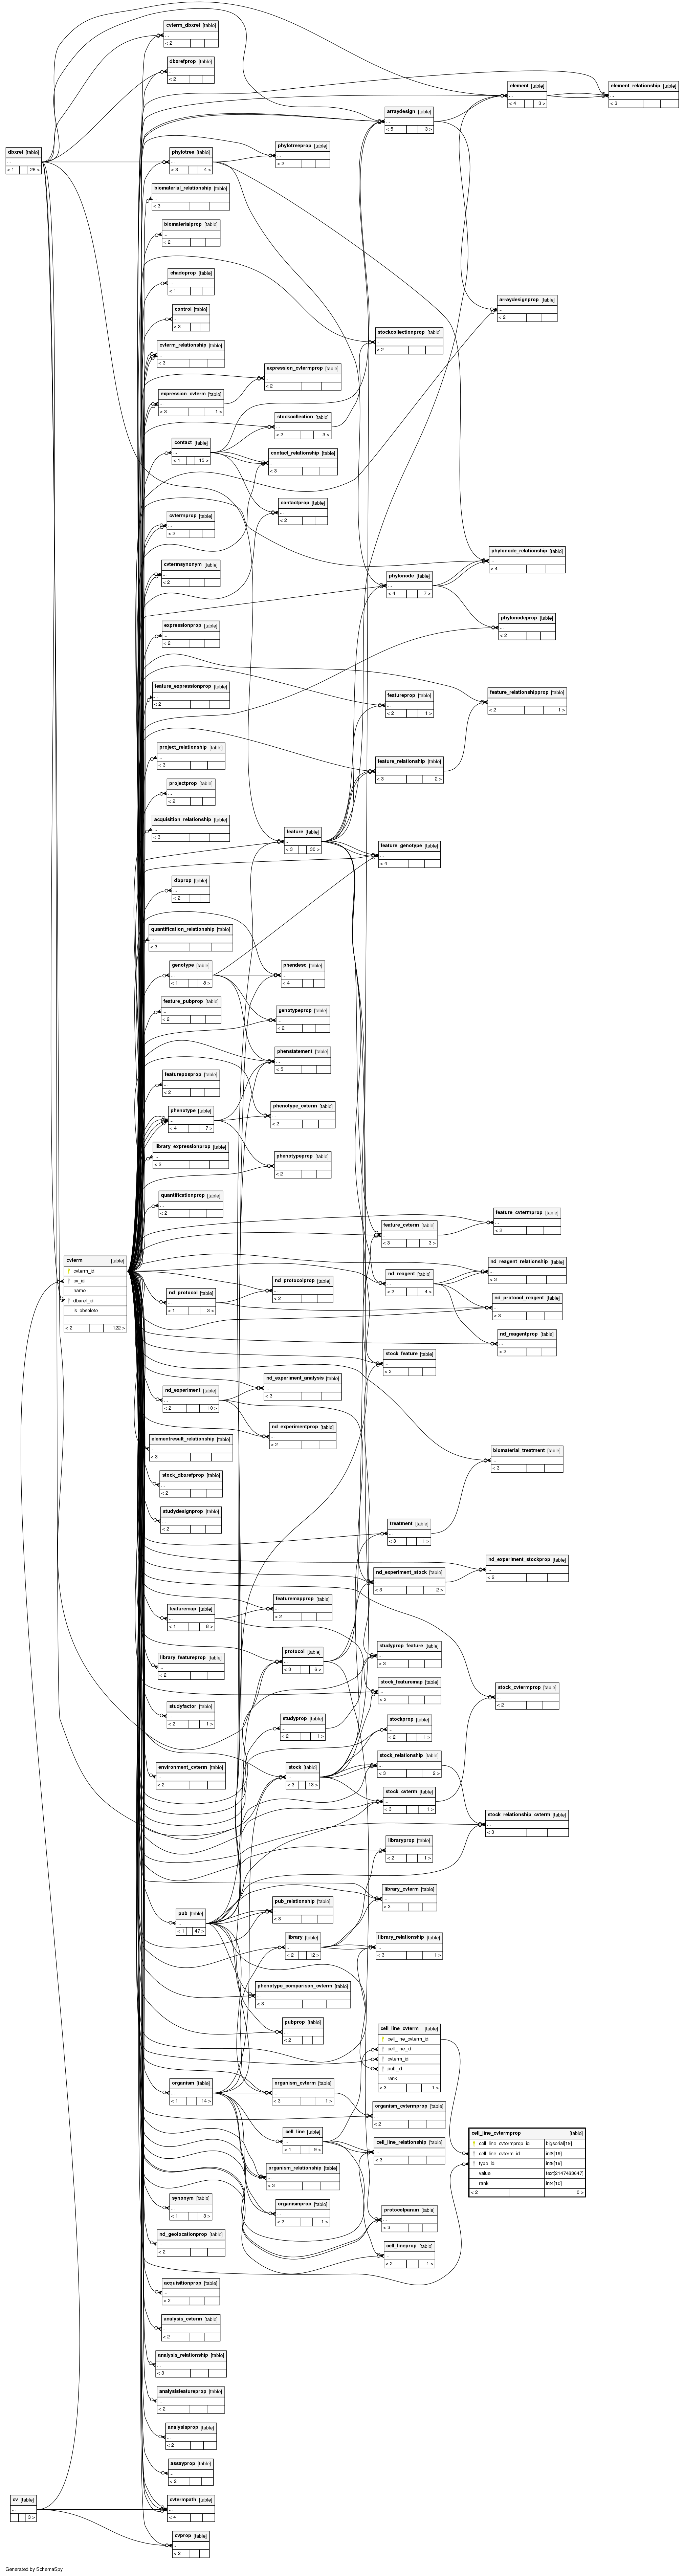 cvterm_dbxref [table]
...
< 2
dbxrefprop [table]
...
< 2
element [table]
...
< 4 3 >
element_relationship [table]
...
< 3
arraydesign [table]
...
< 5 3 >
dbxref [table]
...
< 1 26 >
phylotree [table]
...
< 3 4 >
phylotreeprop [table]
...
< 2
biomaterial_relationship [table]
...
< 3
biomaterialprop [table]
...
< 2
chadoprop [table]
...
< 1
arraydesignprop [table]
...
< 2
control [table]
...
< 3
stockcollectionprop [table]
...
< 2
cvterm_relationship [table]
...
< 3
expression_cvtermprop [table]
...
< 2
expression_cvterm [table]
...
< 3 1 >
stockcollection [table]
...
< 2 3 >
contact [table]
...
< 1 15 >
contact_relationship [table]
...
< 3
contactprop [table]
...
< 2
cvtermprop [table]
...
< 2
phylonode_relationship [table]
...
< 4
cvtermsynonym [table]
...
< 2
phylonode [table]
...
< 4 7 >
phylonodeprop [table]
...
< 2
expressionprop [table]
...
< 2
feature_expressionprop [table]
...
< 2
featureprop [table]
...
< 2 1 >
feature_relationshipprop [table]
...
< 2 1 >
project_relationship [table]
...
< 3
feature_relationship [table]
...
< 3 2 >
projectprop [table]
...
< 2
acquisition_relationship [table]
...
< 3
feature [table]
...
< 3 30 >
feature_genotype [table]
...
< 4
dbprop [table]
...
< 2
quantification_relationship [table]
...
< 3
genotype [table]
...
< 1 8 >
phendesc [table]
...
< 4
feature_pubprop [table]
...
< 2
genotypeprop [table]
...
< 2
phenstatement [table]
...
< 5
featureposprop [table]
...
< 2
phenotype [table]
...
< 4 7 >
phenotype_cvterm [table]
...
< 2
library_expressionprop [table]
...
< 2
phenotypeprop [table]
...
< 2
quantificationprop [table]
...
< 2
feature_cvterm [table]
...
< 3 3 >
feature_cvtermprop [table]
...
< 2
cvterm [table]
cvterm_id
cv_id
name
dbxref_id
is_obsolete
...
< 2 122 >
nd_protocol [table]
...
< 1 3 >
nd_protocolprop [table]
...
< 2
nd_reagent [table]
...
< 2 4 >
nd_reagent_relationship [table]
...
< 3
nd_protocol_reagent [table]
...
< 3
nd_reagentprop [table]
...
< 2
stock_feature [table]
...
< 3
nd_experiment [table]
...
< 2 10 >
nd_experiment_analysis [table]
...
< 3
nd_experimentprop [table]
...
< 2
elementresult_relationship [table]
...
< 3
biomaterial_treatment [table]
...
< 3
stock_dbxrefprop [table]
...
< 2
studydesignprop [table]
...
< 2
treatment [table]
...
< 3 1 >
nd_experiment_stock [table]
...
< 3 2 >
nd_experiment_stockprop [table]
...
< 2
featuremap [table]
...
< 1 8 >
featuremapprop [table]
...
< 2
library_featureprop [table]
...
< 2
protocol [table]
...
< 3 6 >
studyprop_feature [table]
...
< 3
stock_featuremap [table]
...
< 3
stock_cvtermprop [table]
...
< 2
studyfactor [table]
...
< 2 1 >
studyprop [table]
...
< 2 1 >
stockprop [table]
...
< 2 1 >
environment_cvterm [table]
...
< 2
stock [table]
...
< 3 13 >
stock_relationship [table]
...
< 3 2 >
stock_cvterm [table]
...
< 3 1 >
stock_relationship_cvterm [table]
...
< 3
libraryprop [table]
...
< 2 1 >
library_cvterm [table]
...
< 3
pub [table]
...
< 1 47 >
pub_relationship [table]
...
< 3
library [table]
...
< 2 12 >
library_relationship [table]
...
< 3 1 >
phenotype_comparison_cvterm [table]
...
< 3
pubprop [table]
...
< 2
cell_line_cvterm [table]
cell_line_cvterm_id
cell_line_id
cvterm_id
pub_id
rank
< 3 1 >
organism [table]
...
< 1 14 >
organism_cvterm [table]
...
< 3 1 >
organism_cvtermprop [table]
...
< 2
cell_line [table]
...
< 1 9 >
cell_line_relationship [table]
...
< 3
cell_line_cvtermprop [table]
cell_line_cvtermprop_id bigserial[19]
cell_line_cvterm_id int8[19]
type_id int8[19]
value text[2147483647]
rank int4[10]
< 2 0 >
organism_relationship [table]
...
< 3
synonym [table]
...
< 1 3 >
organismprop [table]
...
< 2 1 >
protocolparam [table]
...
< 3
nd_geolocationprop [table]
...
< 2
cell_lineprop [table]
...
< 2 1 >
acquisitionprop [table]
...
< 2
analysis_cvterm [table]
...
< 2
analysis_relationship [table]
...
< 3
analysisfeatureprop [table]
...
< 2
analysisprop [table]
...
< 2
assayprop [table]
...
< 2
cv [table]
...
3 >
cvtermpath [table]
...
< 4
cvprop [table]
...
< 2
Generated by SchemaSpy